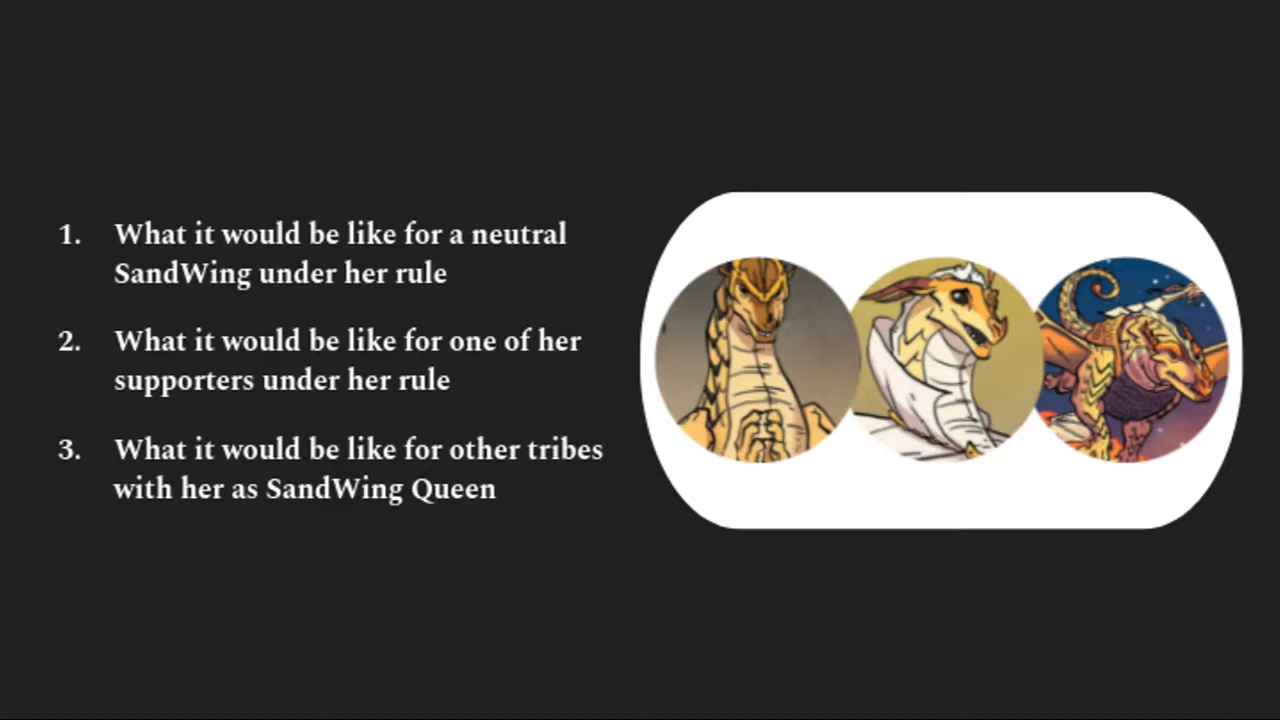 1. What it would be like for a neutral
SandWing under her rule
2. What it would be like for one of her
supporters under her rule
3. What it would be like for other tribes
with her as SandWing Queen